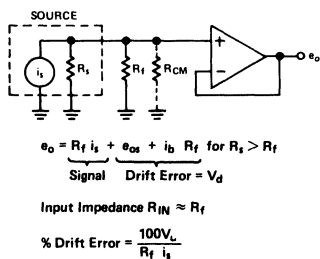 SOURCE
i_s
R_s
R_f
R_CM
+
−
e_o
e_o = R_f i_s + e_os + i_b R_f for R_s > R_f
Signal Drift Error = V_d
Input Impedance R_IN ≈ R_f
% Drift Error = 100V
R_f i_s